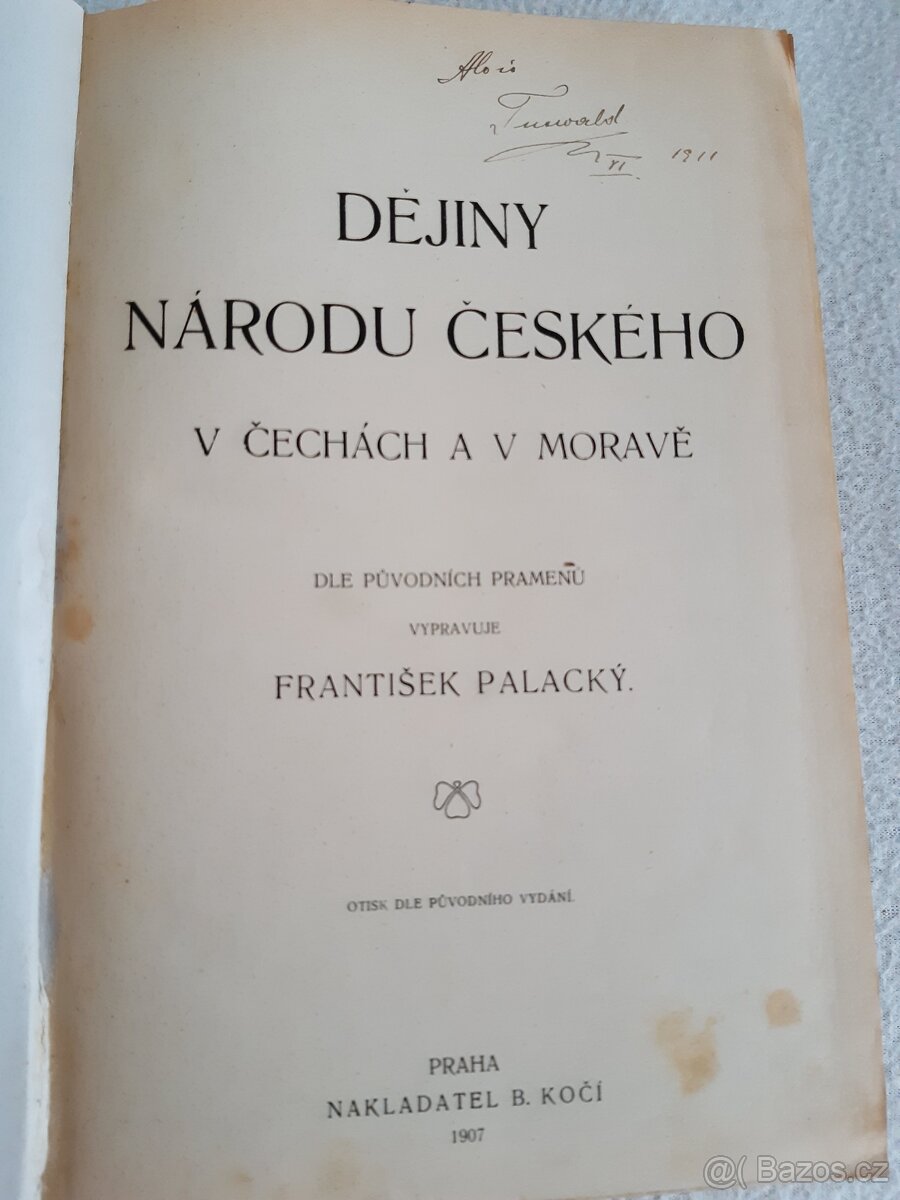 Alois
VI 1911
DĚJINY
NÁRODU ČESKÉHO
V ČECHÁCH A V MORAVĚ
DLE PŮVODNÍCH PRAMENŮ
VYPRAVUJE
FRANTIŠEK PALACKÝ.
OTISK DLE PŮVODNÍHO VYDÁNÍ.
PRAHA
NAKLADATEL B. KOČÍ
1907
@( Bazos.cz